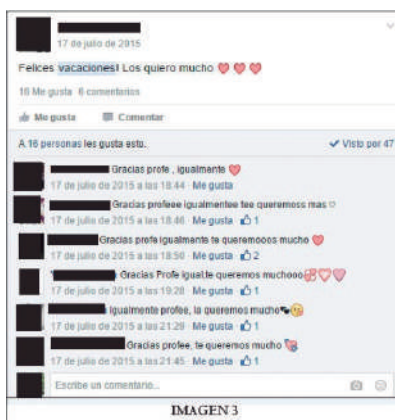 17 de julio de 2015
Felices vacaciones! Los quiero mucho
16 Me gusta 6 comentarios
Me gusta Comentar
A 16 personas les gusta esto. Visto por 47
Gracias profe , igualmente
17 de julio de 2015 a las 18:44 · Me gusta
Gracias profeee igualmentee tee queremoss mas
17 de julio de 2015 a las 18:46 · Me gusta · 1
Gracias profe igualmente te queremooos mucho
17 de julio de 2015 a las 18:50 · Me gusta · 2
Gracias Profe igual,te queremos muchooo
17 de julio de 2015 a las 19:28 · Me gusta · 1
Igualmente profee, la queremos mucho
17 de julio de 2015 a las 21:29 · Me gusta · 1
Gracias profee, te queremos mucho
17 de julio de 2015 a las 21:45 · Me gusta · 1
Escribe un comentario...
IMAGEN 3